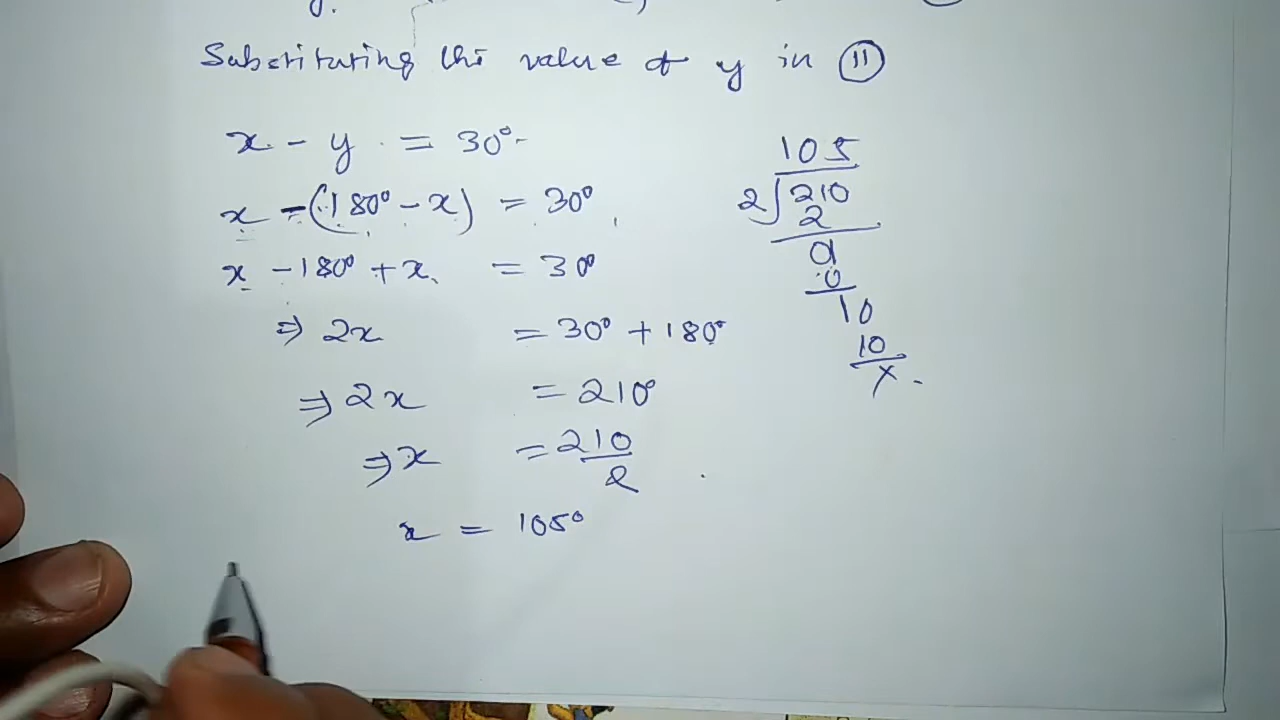 y.
Substituting the value of y in (11)
x - y = 30°
x - (180° - x) = 30°
x - 180° + x = 30°
⇒ 2x = 30° + 180°
⇒ 2x = 210°
⇒ x = 210/2
x = 105°
105
2)210
2
0
0
10
10
x